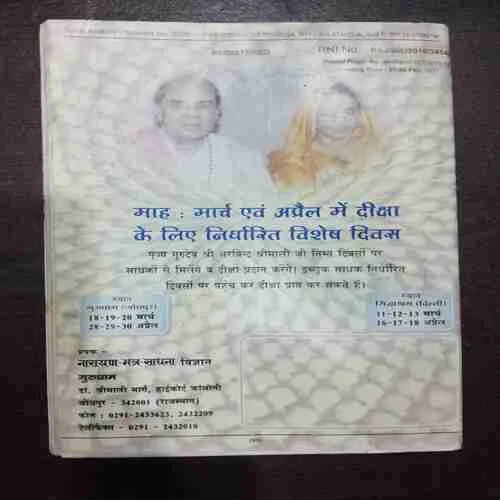 माह : मार्च एवं अप्रैल में दीक्षा
के लिए निर्धारित विशेष दिवस
पूज्य गुरुदेव श्री अरविन्द श्रीमाली जी निम्न दिवसों पर
साधकों से मिलेंगे व दीक्षा प्रदान करेंगे। इच्छुक साधक निर्धारित
दिवसों पर पहुंच कर दीक्षा प्राप्त कर सकते हैं।
स्थान
गुरुधाम (जोधपुर)
18-19-20 मार्च
28-29-30 अप्रैल
स्थान
सिद्धाश्रम (दिल्ली)
11-12-13 मार्च
16-17-18 अप्रैल
नारायण-मंत्र-साधना विज्ञान
गुरुधाम
डा. श्रीमाली मार्ग, हाईकोर्ट कॉलोनी
जोधपुर - 342001 (राजस्थान)
फोन : 0291-2433623, 2432209
टेलीफैक्स - 0291 - 2432010